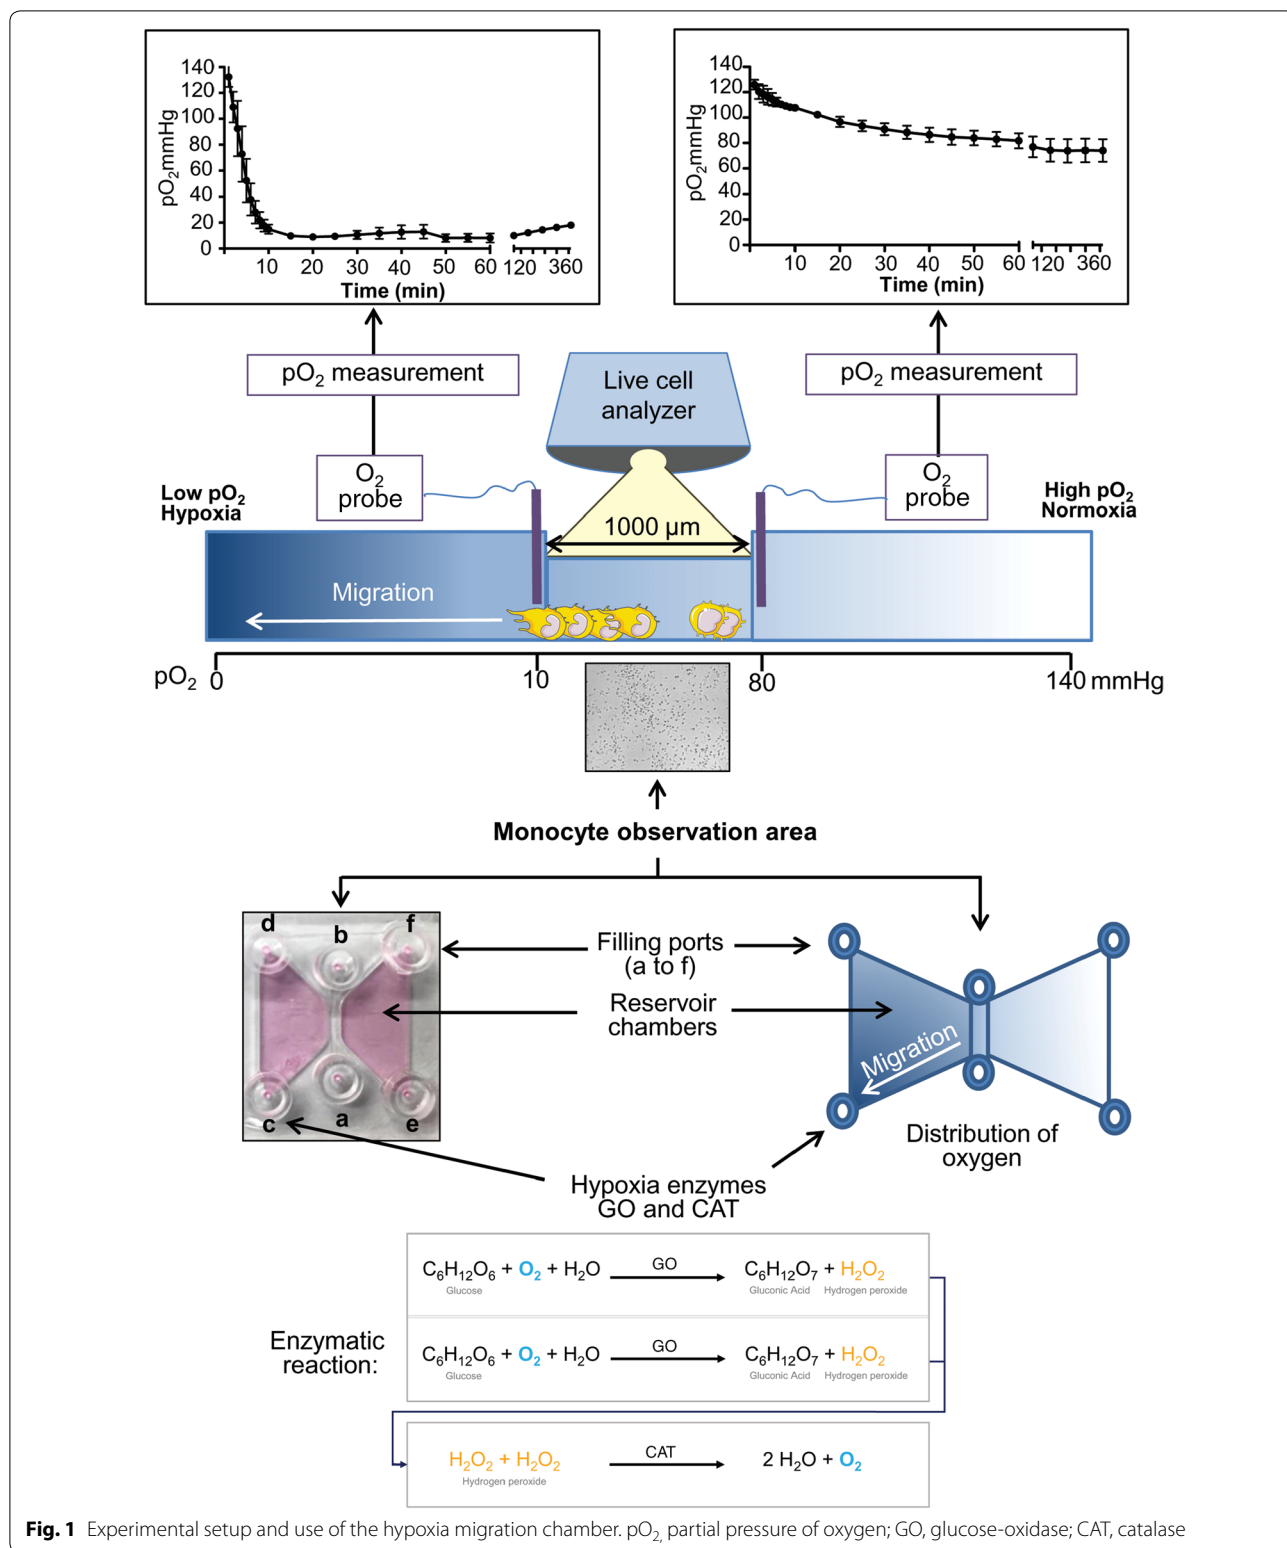 140
120
100
80
60
40
20
0
pO2mmHg
10 20 30 40 50 60 120 360
Time (min)
140
120
100
80
60
40
20
0
pO2mmHg
10 20 30 40 50 60 120 360
Time (min)
pO2 measurement
pO2 measurement
Live cell
analyzer
O2
probe
O2
probe
Low pO2
Hypoxia
High pO2
Normoxia
1000 µm
Migration
pO2 0 10 80 140 mmHg
Monocyte observation area
d b f
c a e
Filling ports
(a to f)
Reservoir
chambers
Migration
Distribution of
oxygen
Hypoxia enzymes
GO and CAT
Enzymatic
reaction:
C6H12O6 + O2 + H2O GO C6H12O7 + H2O2
Glucose Gluconic Acid Hydrogen peroxide
C6H12O6 + O2 + H2O GO C6H12O7 + H2O2
Glucose Gluconic Acid Hydrogen peroxide
H2O2 + H2O2 CAT 2 H2O + O2
Hydrogen peroxide
Fig. 1 Experimental setup and use of the hypoxia migration chamber. pO2, partial pressure of oxygen; GO, glucose-oxidase; CAT, catalase